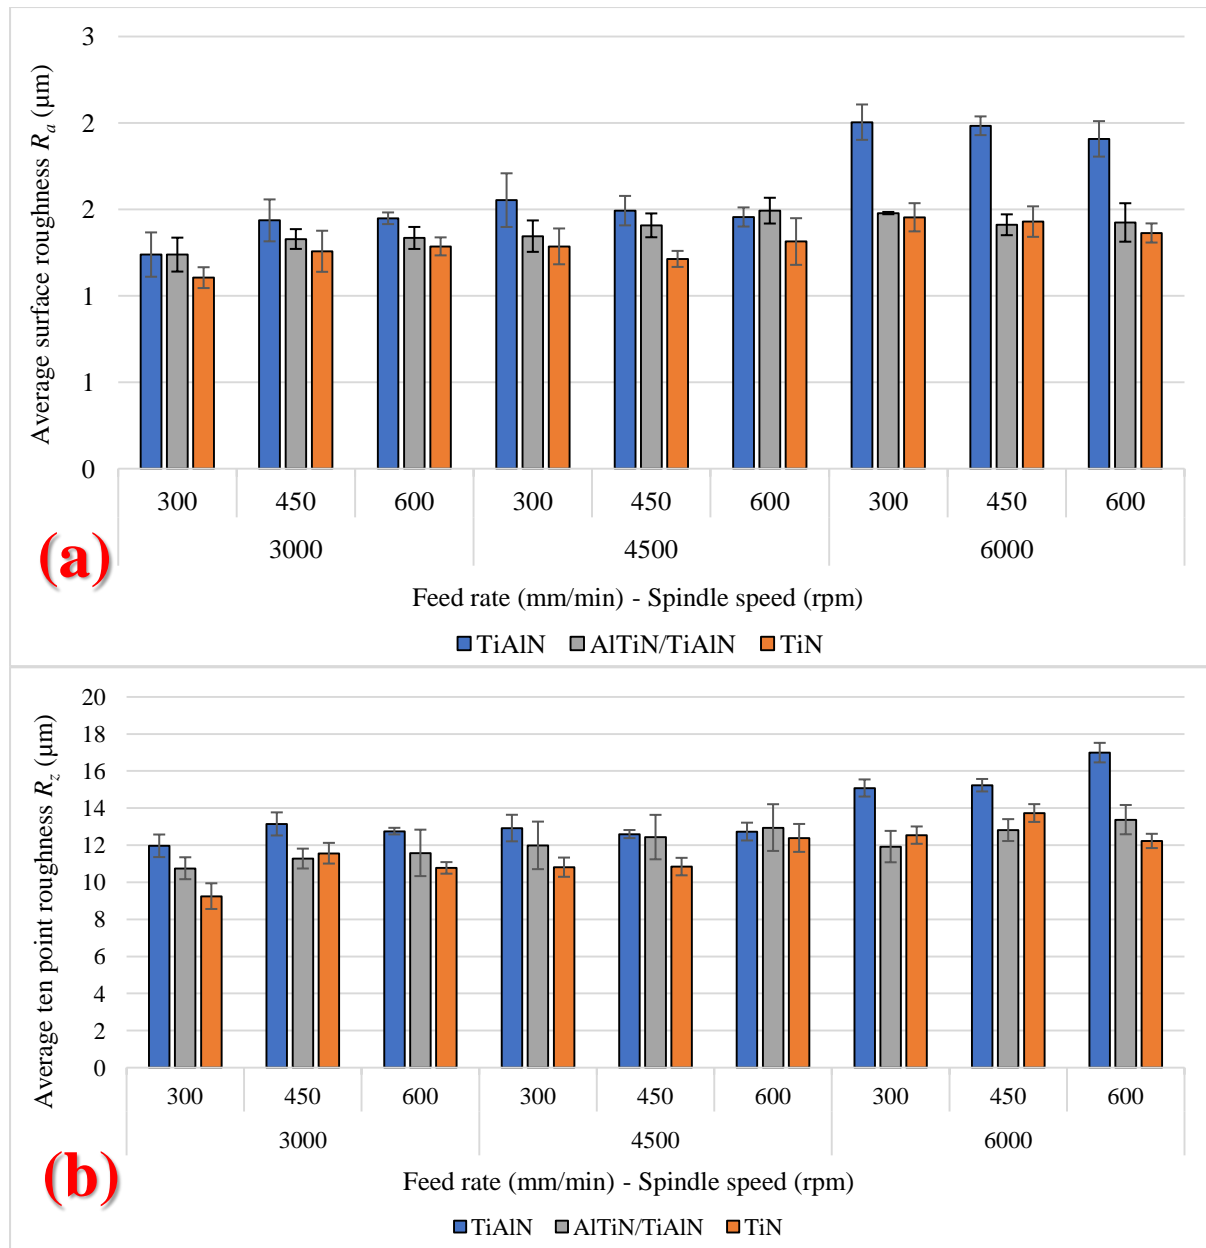 3
2
2
1
1
0
Average surface roughness Ra (μm)
300 450 600 300 450 600 300 450 600
3000 4500 6000
(a)
Feed rate (mm/min) - Spindle speed (rpm)
TiAlN AlTiN/TiAlN TiN
20
18
16
14
12
10
8
6
4
2
0
Average ten point roughness Rz (μm)
300 450 600 300 450 600 300 450 600
3000 4500 6000
(b)
Feed rate (mm/min) - Spindle speed (rpm)
TiAlN AlTiN/TiAlN TiN